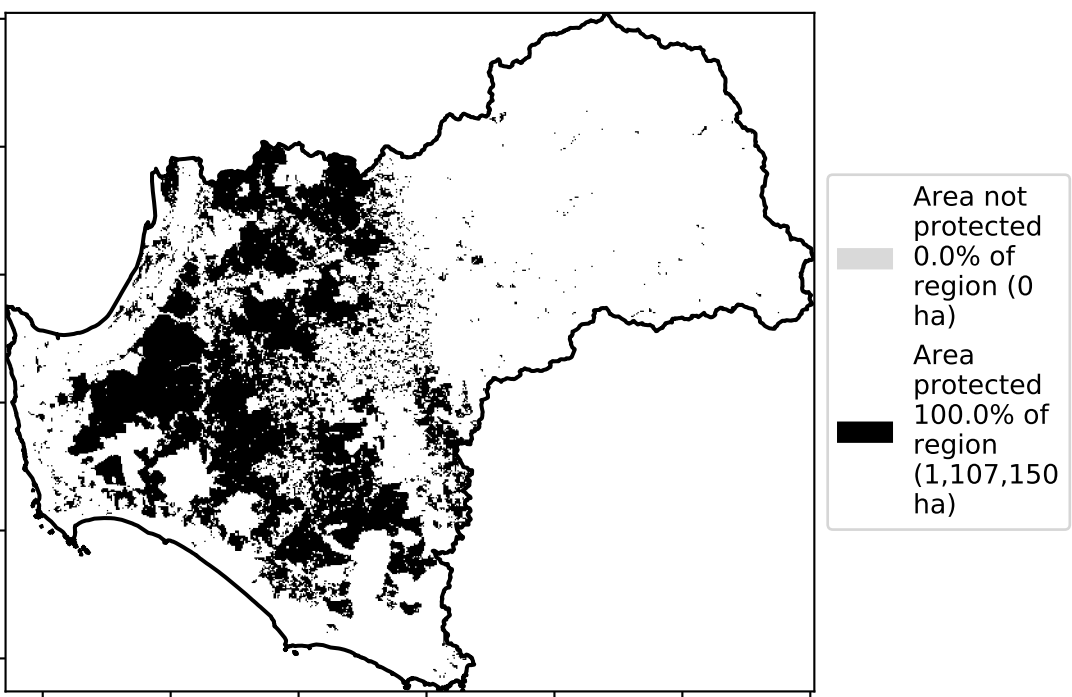 Area not
protected
0.0% of
region (0
ha)
Area
protected
100.0% of
region
(1,107,150
ha)